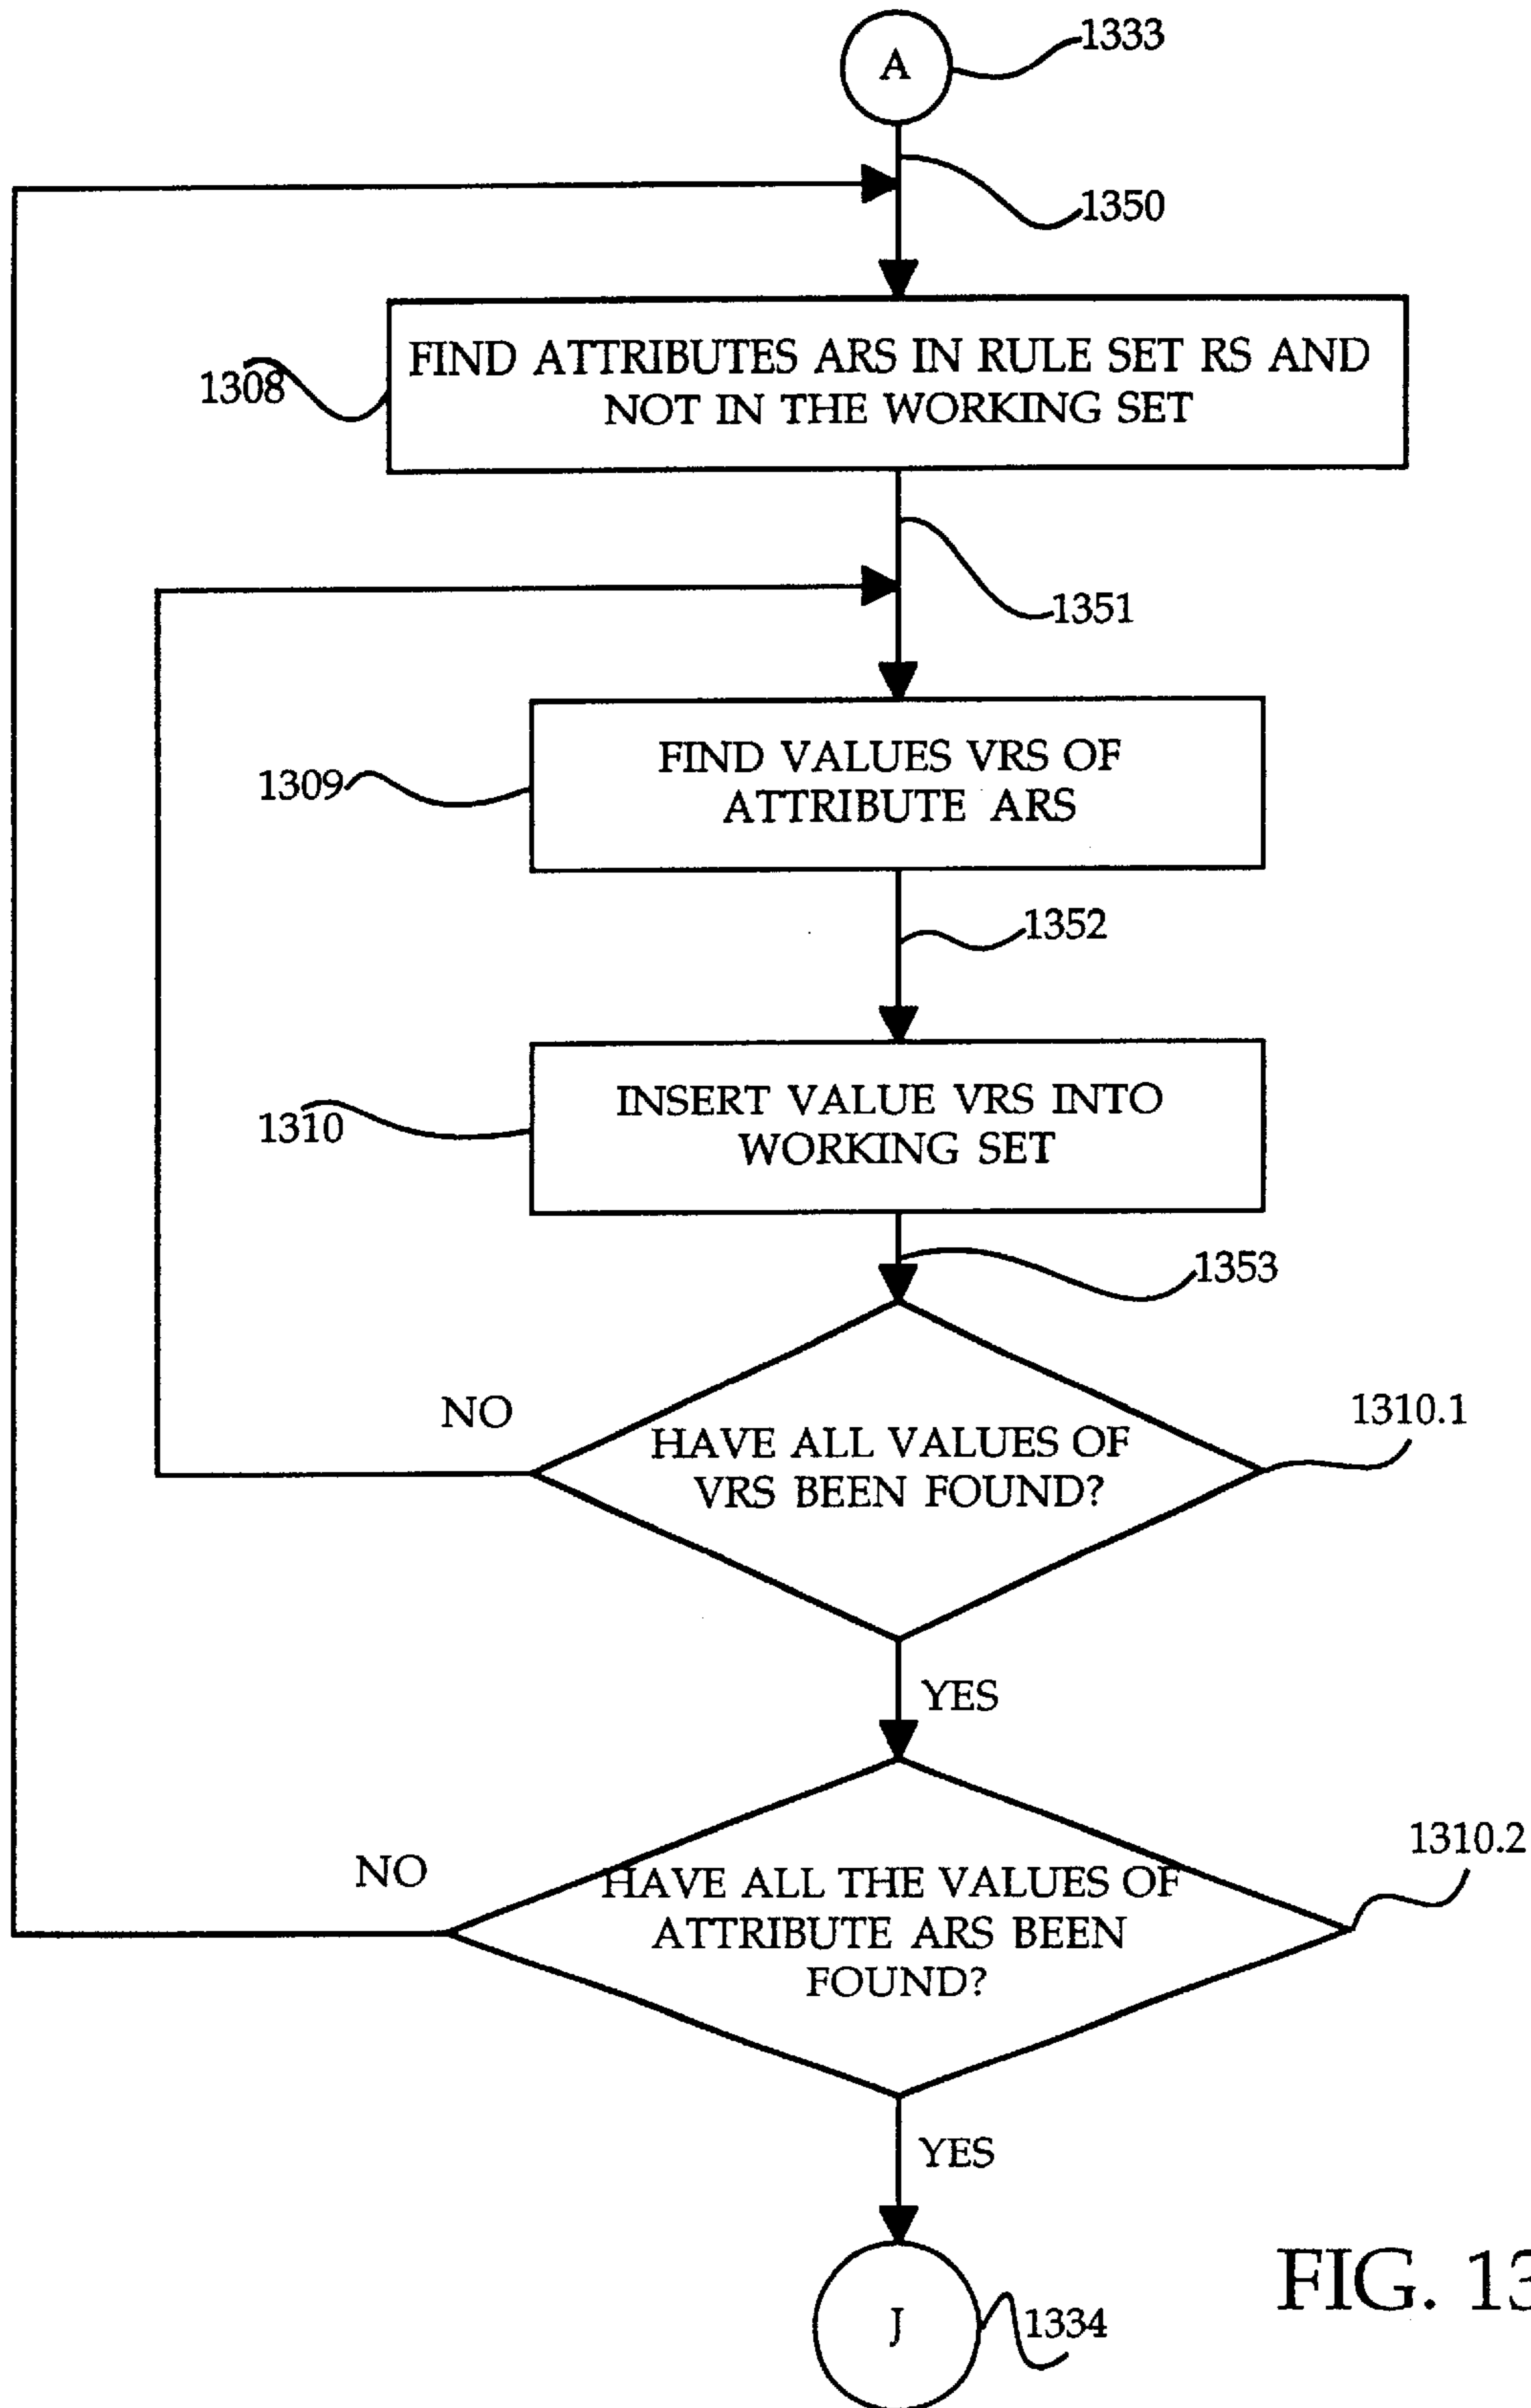 A
1333
1350
1308
FIND ATTRIBUTES ARS IN RULE SET RS AND
NOT IN THE WORKING SET
1351
1309
FIND VALUES VRS OF
ATTRIBUTE ARS
1352
1310
INSERT VALUE VRS INTO
WORKING SET
1353
NO
HAVE ALL VALUES OF
VRS BEEN FOUND?
1310.1
YES
NO
HAVE ALL THE VALUES OF
ATTRIBUTE ARS BEEN
FOUND?
1310.2
YES
J
1334
FIG. 13